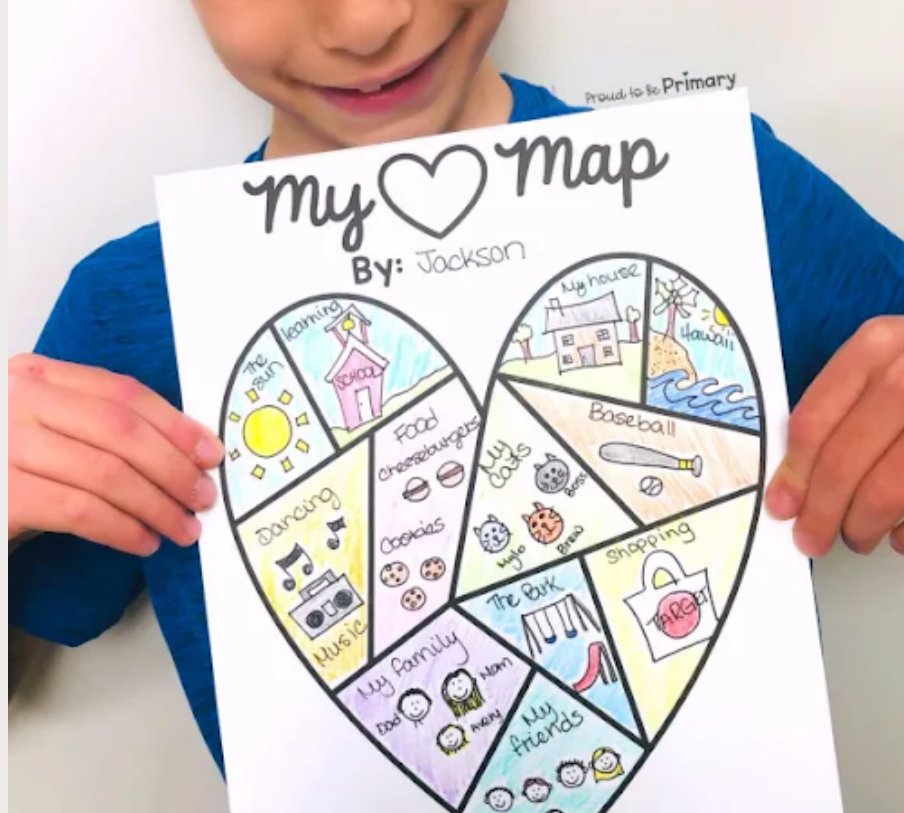 Proud to Be Primary
My Map
By: Jackson
The
sun
learning
SCHOOL
My house
Hawaii
Food
Cheeseburgers
Cookies
My
Cats
Boss
Mylo
Brew
Baseball
Dancing
Music
Shopping
TARGET
The Park
My family
Dad
Mom
Avery
My
friends